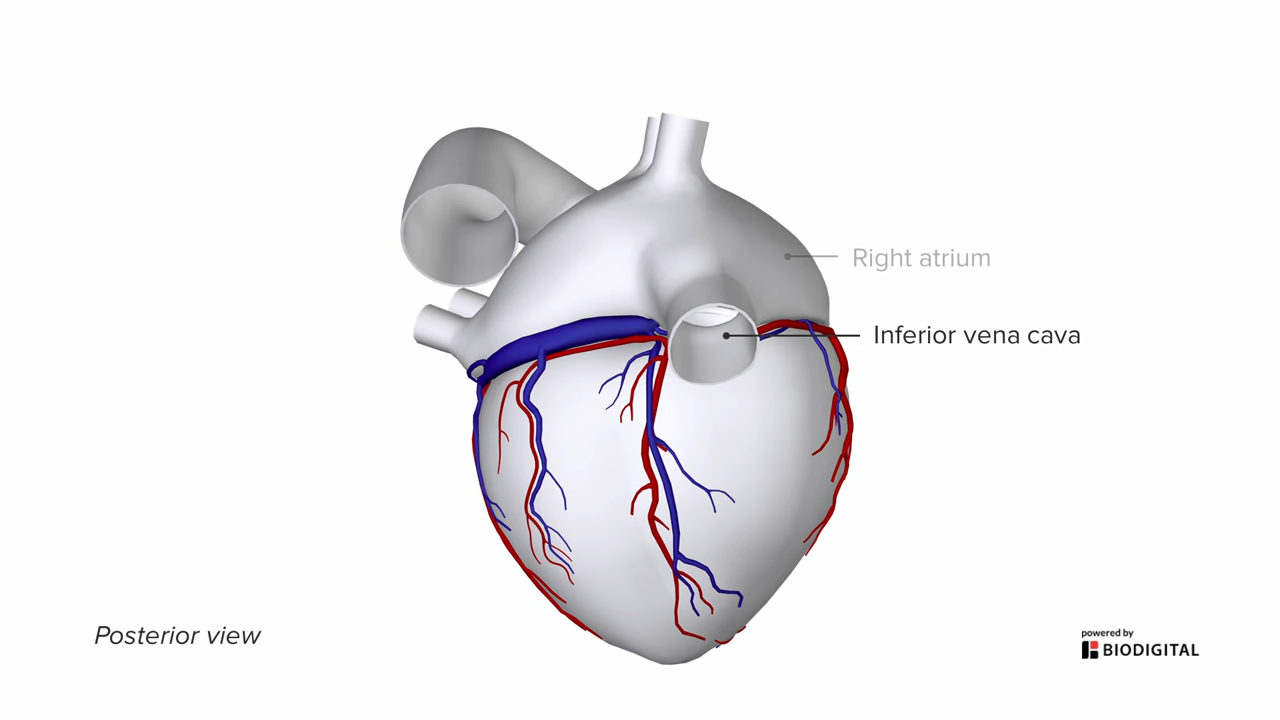 Right atrium
Inferior vena cava
Posterior view
powered by
BIODIGITAL